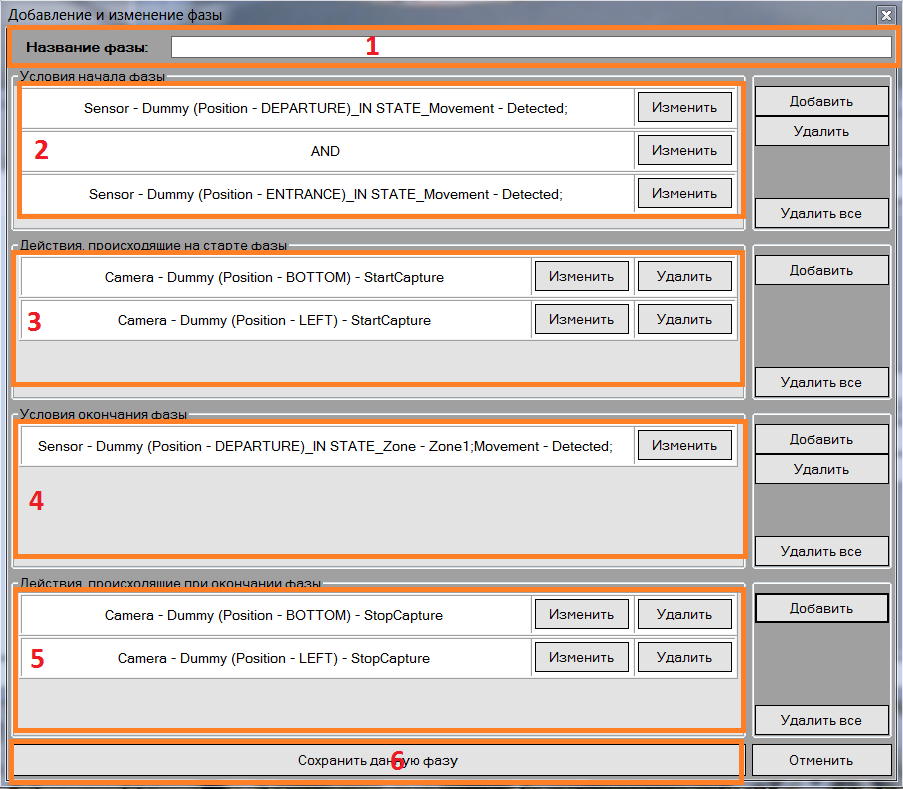 Добавление и изменение фазы
Название фазы: 1
Условия начала фазы
Sensor - Dummy (Position - DEPARTURE)_IN STATE_Movement - Detected; Изменить Добавить
Удалить
2 AND Изменить
Sensor - Dummy (Position - ENTRANCE)_IN STATE_Movement - Detected; Изменить
Удалить все
Действия, происходящие на старте фазы
Camera - Dummy (Position - BOTTOM) - StartCapture Изменить Удалить Добавить
3 Camera - Dummy (Position - LEFT) - StartCapture Изменить Удалить
Удалить все
Условия окончания фазы
Sensor - Dummy (Position - DEPARTURE)_IN STATE_Zone - Zone1;Movement - Detected; Изменить Добавить
Удалить
4
Удалить все
Действия, происходящие при окончании фазы
Camera - Dummy (Position - BOTTOM) - StopCapture Изменить Удалить Добавить
5 Camera - Dummy (Position - LEFT) - StopCapture Изменить Удалить
Удалить все
Сохранить данную фазу 6 Отменить